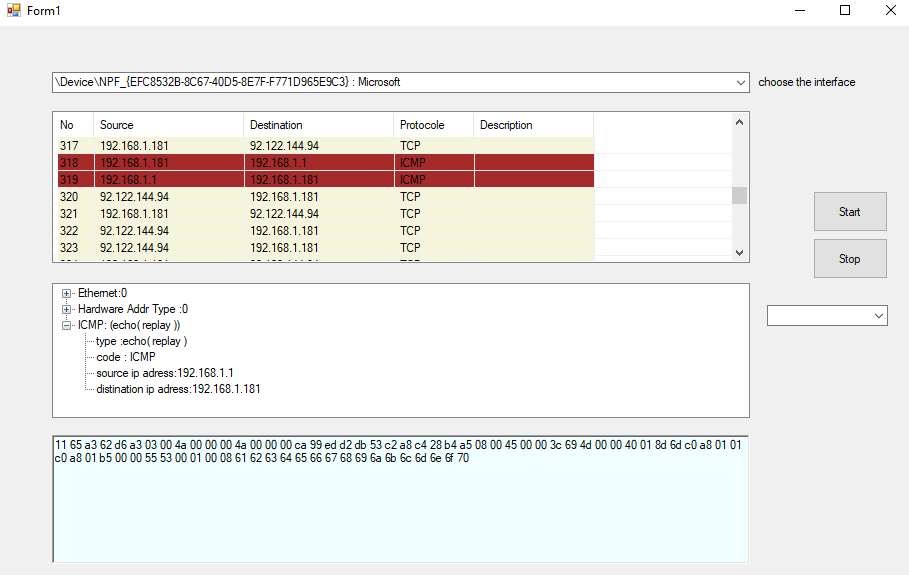 Form1
\Device\NPF_{EFC8532B-8C67-40D5-8E7F-F771D965E9C3} : Microsoft choose the interface
No Source Destination Protocole Description
317 192.168.1.181 92.122.144.94 TCP
318 192.168.1.181 192.168.1.1 ICMP
319 192.168.1.1 192.168.1.181 ICMP
320 92.122.144.94 192.168.1.181 TCP
321 192.168.1.181 92.122.144.94 TCP
322 92.122.144.94 192.168.1.181 TCP
323 92.122.144.94 192.168.1.181 TCP
Start
Stop
Ethernet:0
Hardware Addr Type :0
ICMP: (echo( replay ))
type :echo( replay )
code : ICMP
source ip adress:192.168.1.1
distination ip adress:192.168.1.181
11 65 a3 62 d6 a3 03 00 4a 00 00 00 4a 00 00 00 ca 99 ed d2 db 53 c2 a8 c4 28 b4 a5 08 00 45 00 00 3c 69 4d 00 00 40 01 8d 6d c0 a8 01 01
c0 a8 01 b5 00 00 55 53 00 01 00 08 61 62 63 64 65 66 67 68 69 6a 6b 6c 6d 6e 6f 70